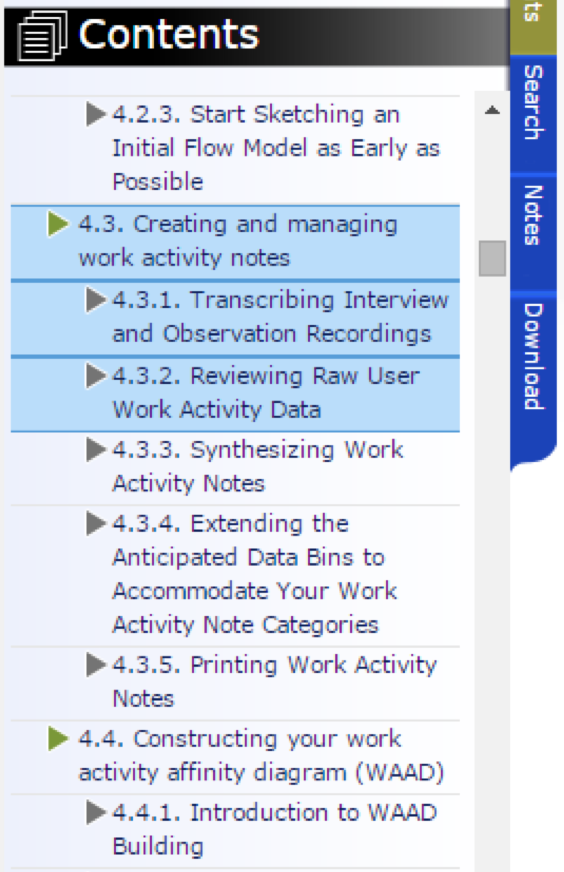 Contents
4.2.3. Start Sketching an
Initial Flow Model as Early as
Possible
4.3. Creating and managing
work activity notes
4.3.1. Transcribing Interview
and Observation Recordings
4.3.2. Reviewing Raw User
Work Activity Data
4.3.3. Synthesizing Work
Activity Notes
4.3.4. Extending the
Anticipated Data Bins to
Accommodate Your Work
Activity Note Categories
4.3.5. Printing Work Activity
Notes
4.4. Constructing your work
activity affinity diagram (WAAD)
4.4.1. Introduction to WAAD
Building
ts
Search
Notes
Download